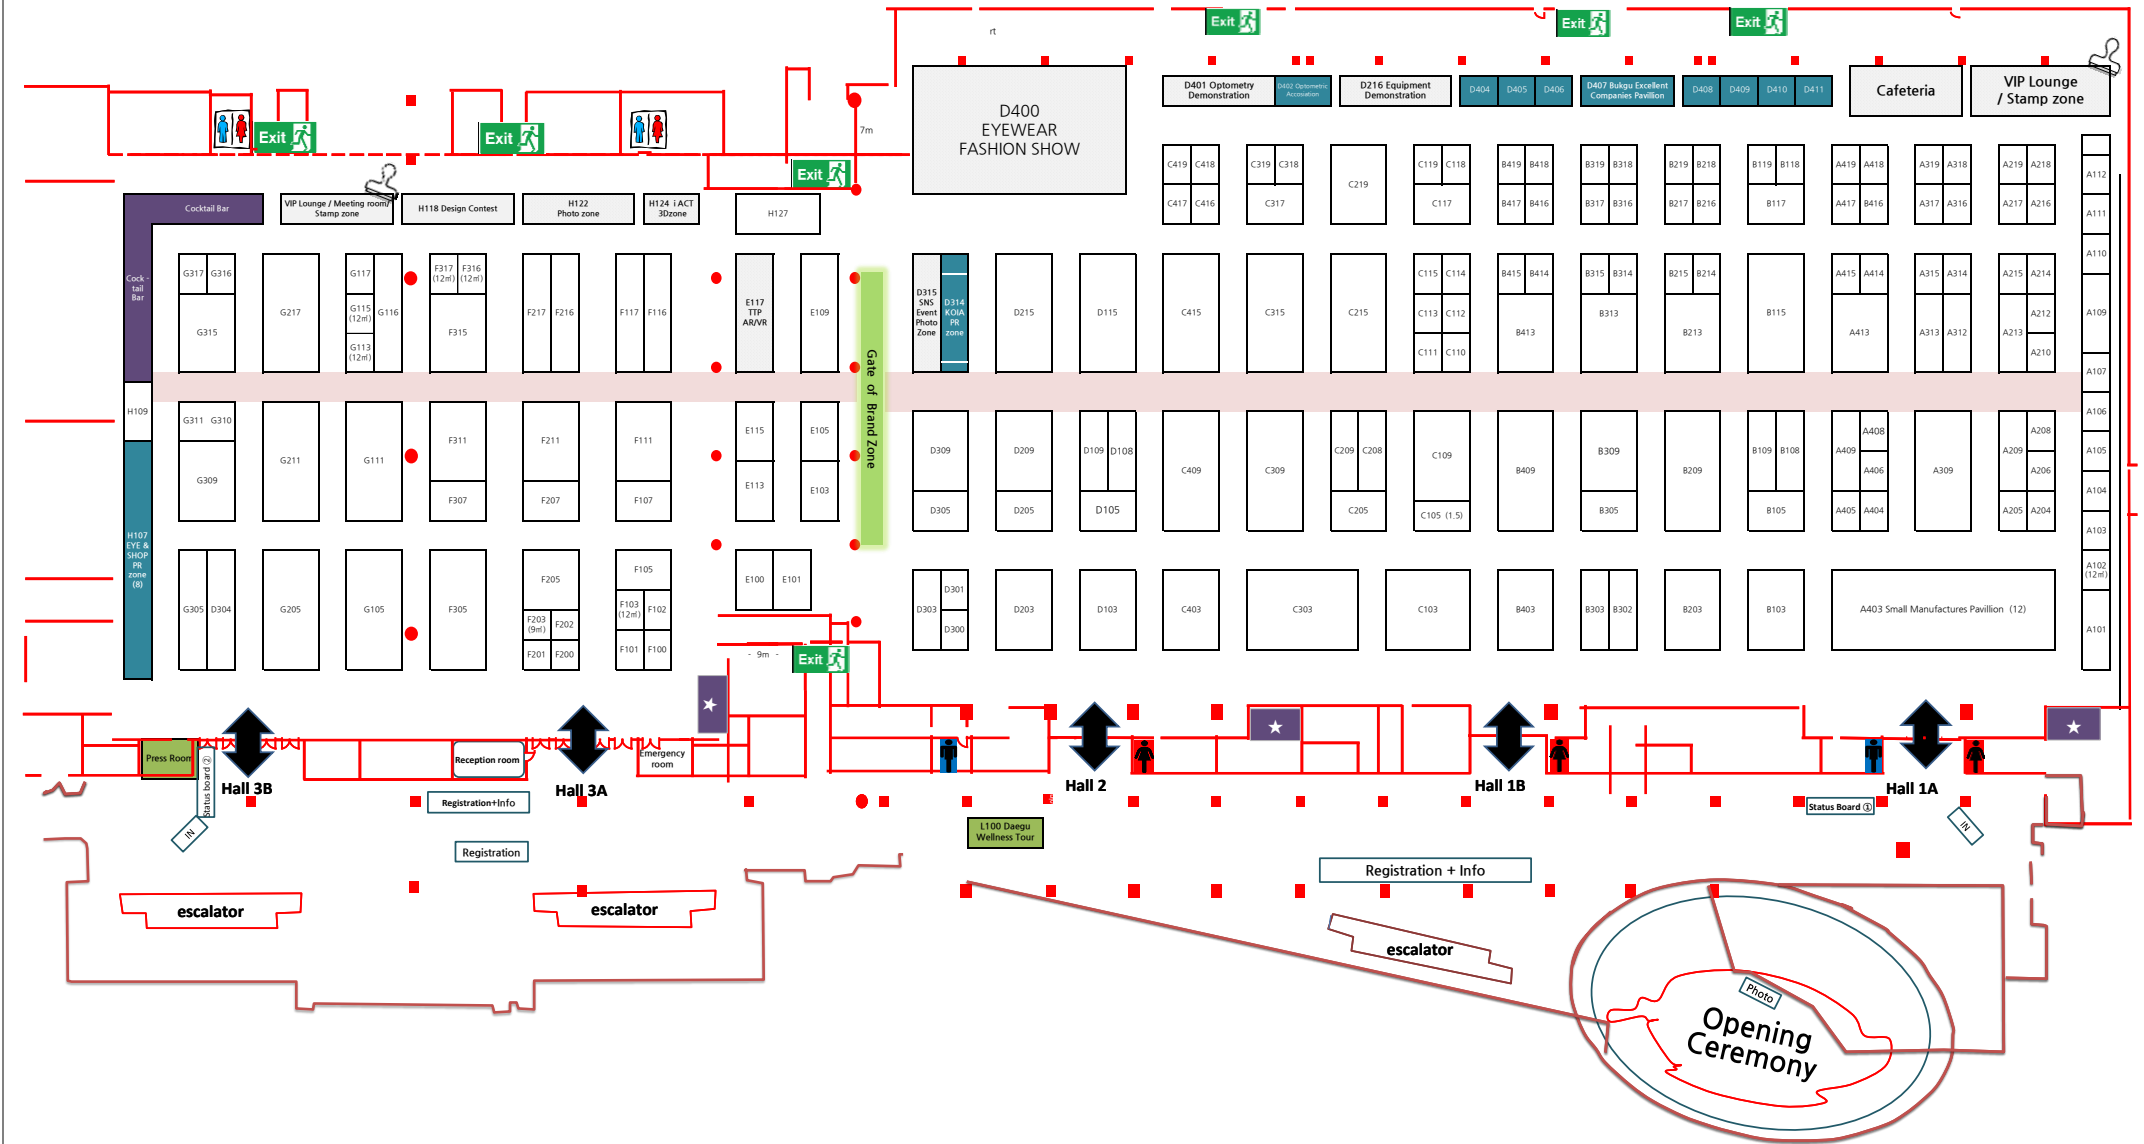 rt
Exit
Exit
Exit
D400
EYEWEAR
FASHION SHOW
D401 Optometry
Demonstration
D402 Optometric
Accosiation
D216 Equipment
Demonstration
D404
D405
D406
D407 Bukgu Excellent
Companies Pavillion
D408
D409
D410
D411
Cafeteria
VIP Lounge
/ Stamp zone
Exit
Exit
7m
Exit
Cocktail Bar
VIP Lounge / Meeting room/
Stamp zone
H118 Design Contest
H122
Photo zone
H124 i ACT
3Dzone
H127
C419
C418
C417
C416
C319
C318
C317
C219
C119
C118
C117
B419
B418
B417
B416
B319
B318
B317
B316
B219
B218
B217
B216
B119
B118
B117
A419
A418
A417
B416
A319
A318
A317
A316
A219
A218
A217
A216
A112
A111
A110
A109
A107
A106
A105
A104
A103
A102
(12㎡)
A101
Cock -
tail
Bar
G317
G316
G315
G217
G117
G115
(12㎡)
G113
(12㎡)
G116
F317
(12㎡)
F316
(12㎡)
F315
F217
F216
F117
F116
E117
TTP
AR/VR
E109
Gate of Brand Zone
D315
SNS
Event
Photo
Zone
D314
KOIA
PR
zone
D215
D115
C415
C315
C215
C115
C114
C113
C112
C111
C110
B415
B414
B413
B315
B314
B313
B215
B214
B213
B115
A415
A414
A413
A315
A314
A313
A312
A215
A214
A213
A212
A210
H109
G311
G310
G309
G211
G111
F311
F307
F211
F207
F111
F107
E115
E113
E105
E103
D309
D305
D209
D205
D109
D108
D105
C409
C309
C209
C208
C205
C109
C105 (1,5)
B409
B309
B305
B209
B109
B108
B105
A409
A408
A406
A405
A404
A309
A209
A208
A206
A205
A204
H107
EYE &
SHOP
PR
zone
(8)
G305
D304
G205
G105
F305
F205
F203
(9㎡)
F202
F201
F200
F105
F103
(12㎡)
F102
F101
F100
E100
E101
D303
D301
D300
D203
D103
C403
C303
C103
B403
B303
B302
B203
B103
A403 Small Manufactures Pavillion (12)
- 9m -
Exit
Press Room
Status board ②
Hall 3B
Reception room
Hall 3A
Emergency
room
Hall 2
Hall 1B
Hall 1A
IN
Registration+Info
Registration
L100 Daegu
Wellness Tour
Status Board ①
IN
Registration + Info
escalator
escalator
escalator
Photo
Opening
Ceremony